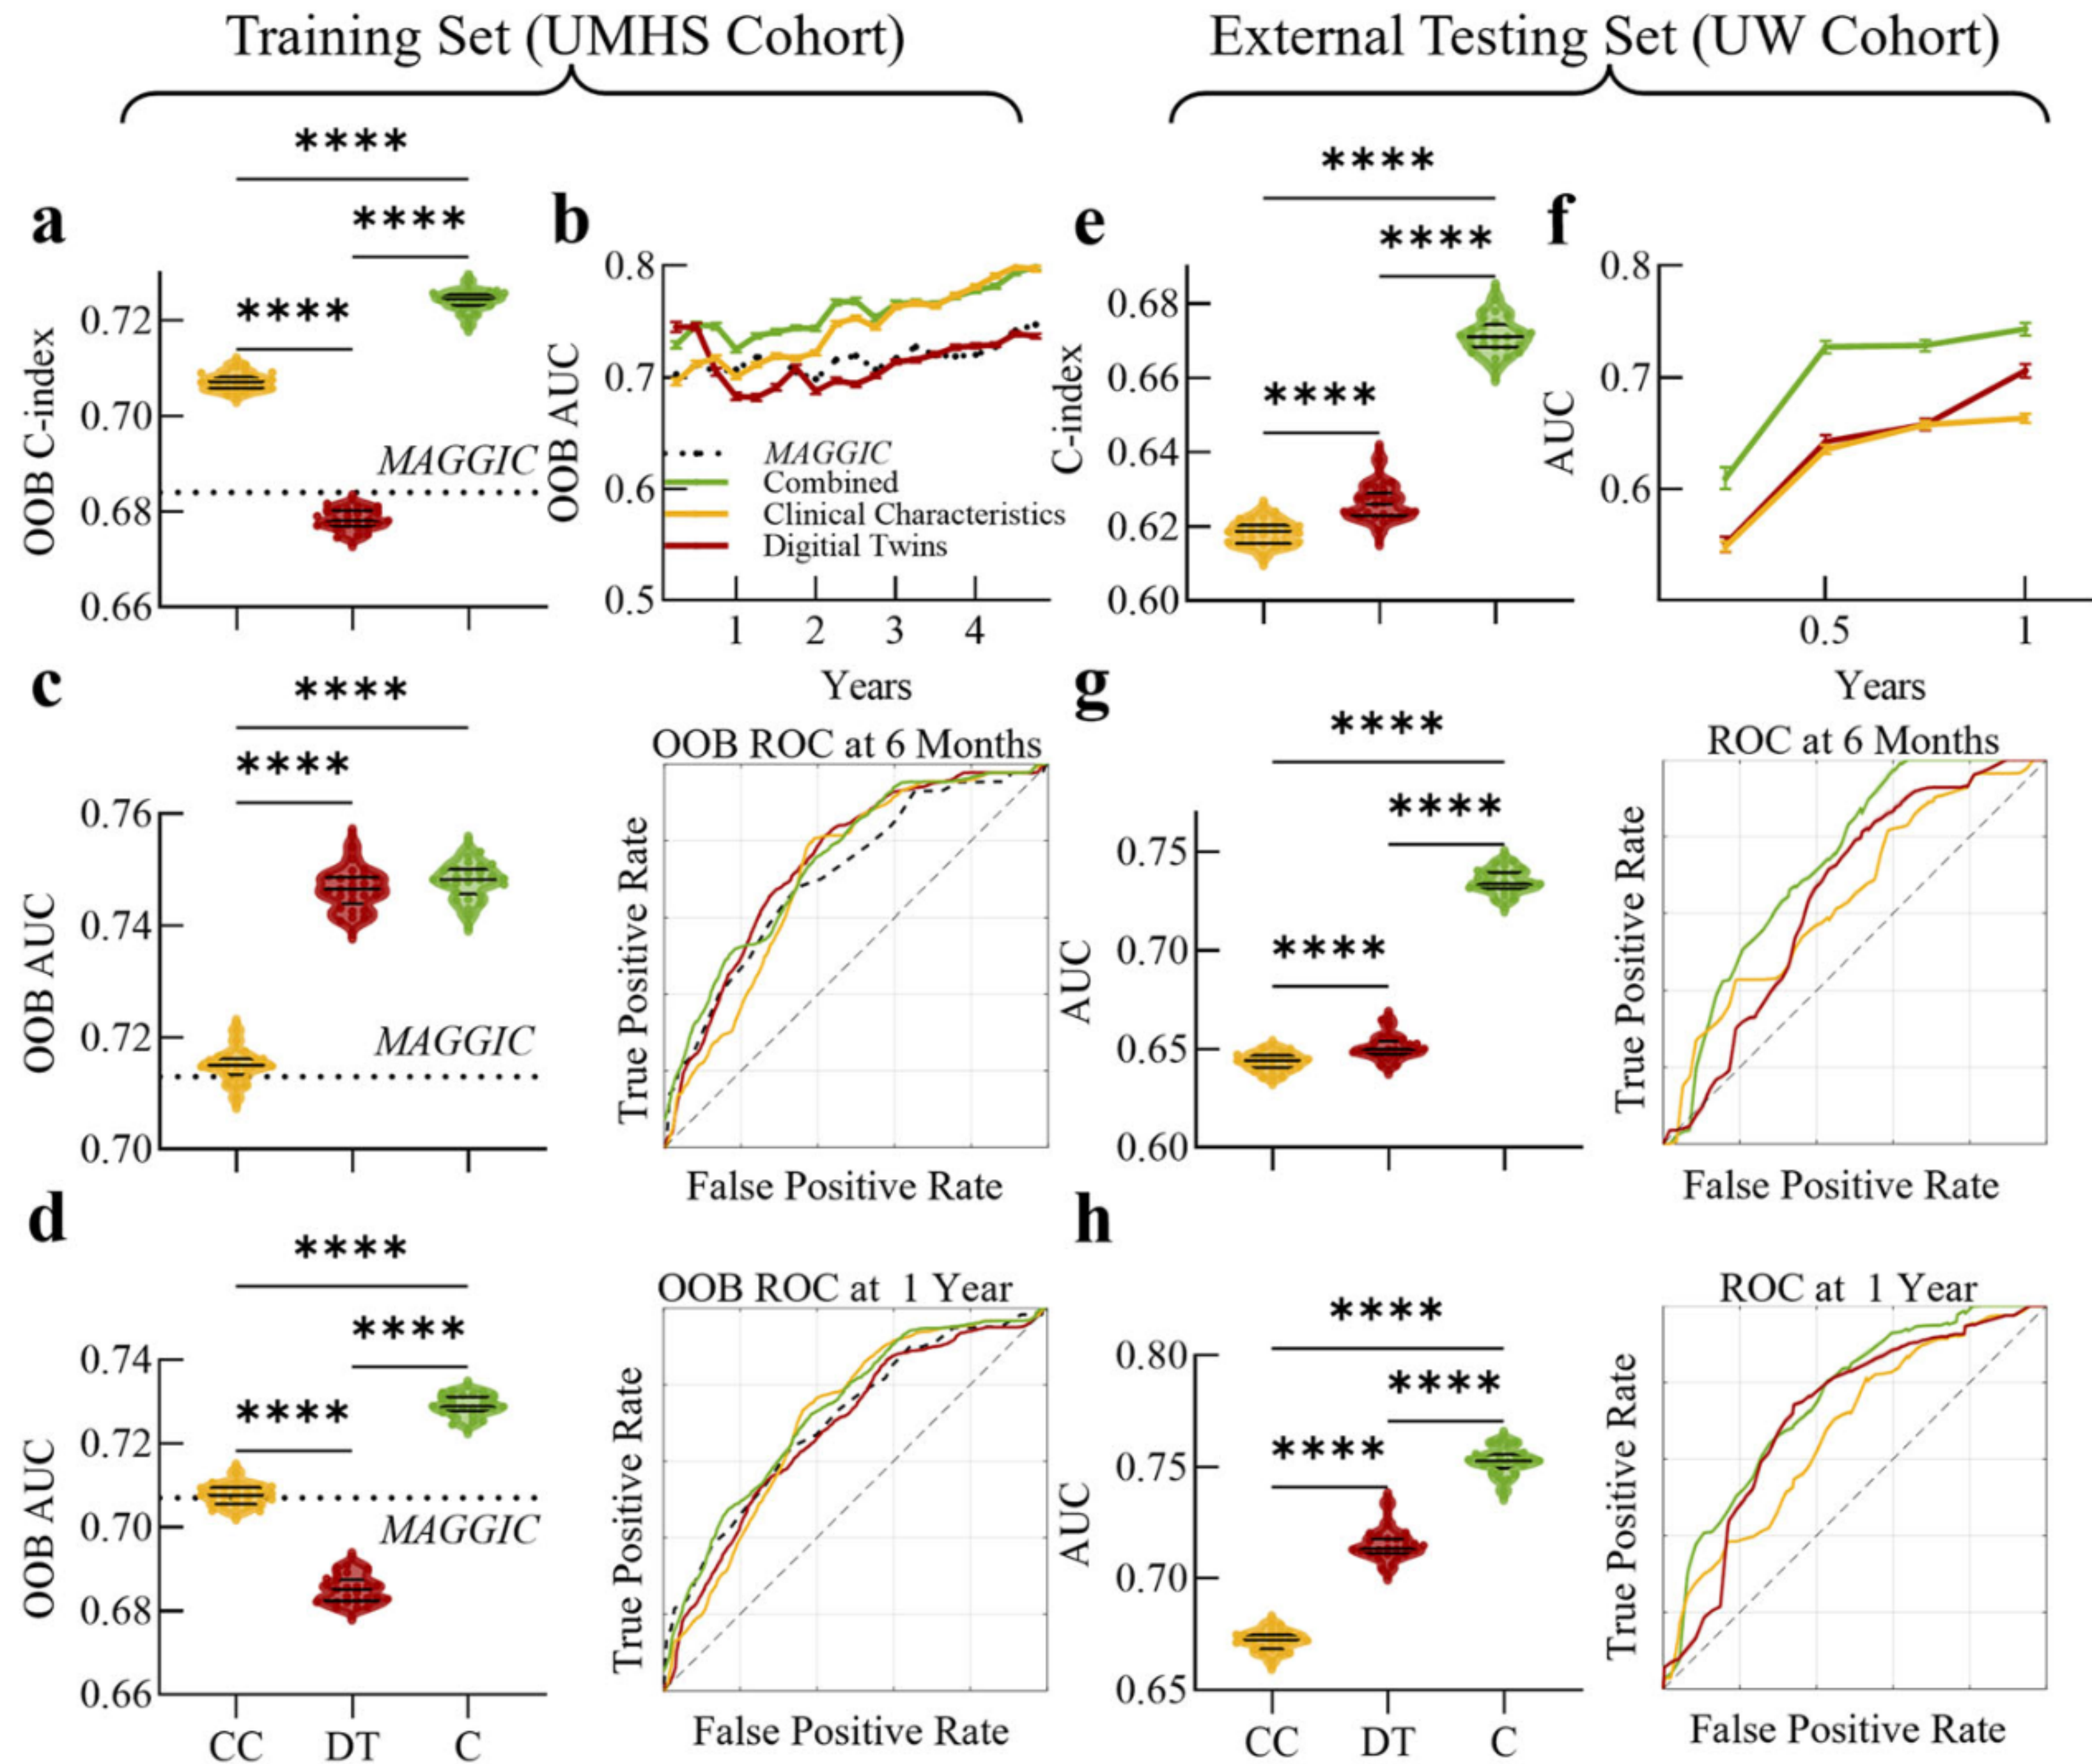 Training Set (UMHS Cohort)
External Testing Set (UW Cohort)
a
****
****
****
OOB C-index
0.72
0.70
0.68
0.66
MAGGIC
b
OOB AUC
0.8
0.7
0.6
0.5
MAGGIC
Combined
Clinical Characteristics
Digitial Twins
1 2 3 4
Years
e
****
****
****
C-index
0.68
0.66
0.64
0.62
0.60
f
AUC
0.8
0.7
0.6
0.5 1
Years
c
****
****
OOB AUC
0.76
0.74
0.72
0.70
MAGGIC
OOB ROC at 6 Months
True Positive Rate
False Positive Rate
g
****
****
****
AUC
0.75
0.70
0.65
0.60
ROC at 6 Months
True Positive Rate
False Positive Rate
d
****
****
****
OOB AUC
0.74
0.72
0.70
0.68
0.66
MAGGIC
CC DT C
OOB ROC at 1 Year
True Positive Rate
False Positive Rate
h
****
****
****
AUC
0.80
0.75
0.70
0.65
CC DT C
ROC at 1 Year
True Positive Rate
False Positive Rate